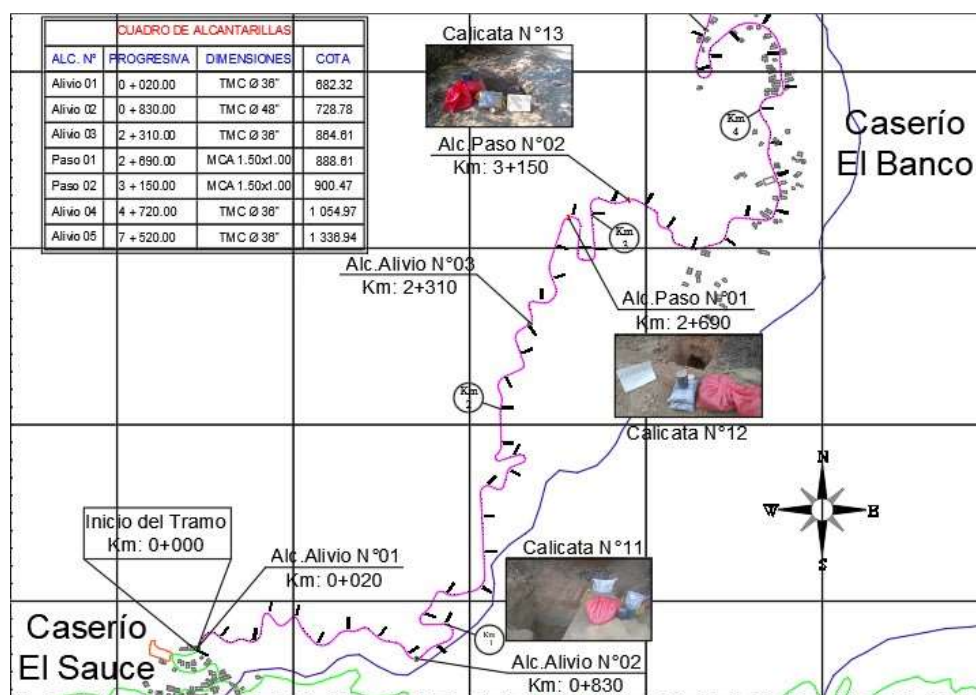 CUADRO DE ALCANTARILLAS
ALC. N° PROGRESIVA DIMENSIONES COTA
Alivio 01 0 + 020.00 TMC Ø 36" 682.32
Alivio 02 0 + 830.00 TMC Ø 48" 728.78
Alivio 03 2 + 310.00 TMC Ø 36" 864.61
Paso 01 2 + 690.00 MCA 1.50x1.00 888.61
Paso 02 3 + 150.00 MCA 1.50x1.00 900.47
Alivio 04 4 + 720.00 TMC Ø 36" 1 054.97
Alivio 05 7 + 520.00 TMC Ø 36" 1 336.94
Calicata N°13
Km
4
Caserío
El Banco
Alc.Paso N°02
Km: 3+150
Km
3
Alc.Alivio N°03
Km: 2+310
Alc.Paso N°01
Km: 2+690
Km
2
Calicata N°12
N
W E
S
Inicio del Tramo
Km: 0+000
Alc.Alivio N°01
Km: 0+020
Calicata N°11
Km
1
Caserío
El Sauce
Alc.Alivio N°02
Km: 0+830